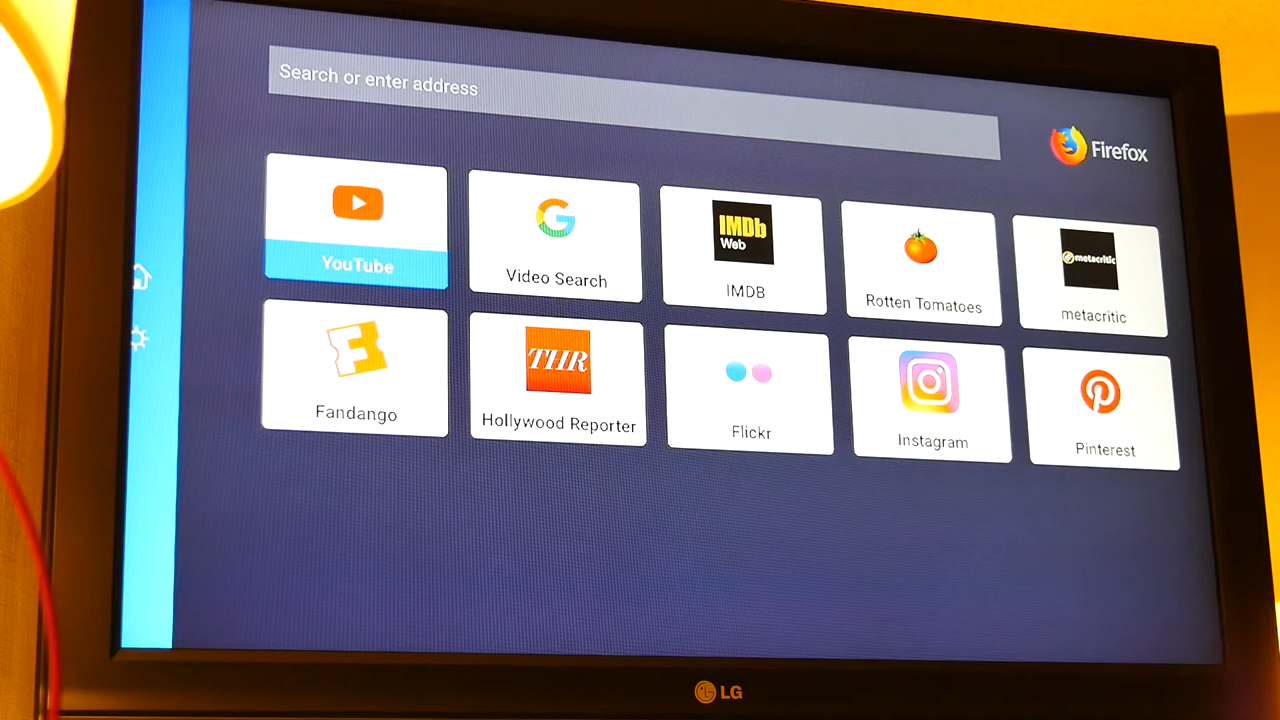 Search or enter address
Firefox
YouTube
Video Search
IMDb
Web
IMDB
Rotten Tomatoes
metacritic
metacritic
Fandango
THR
Hollywood Reporter
Flickr
Instagram
Pinterest
LG